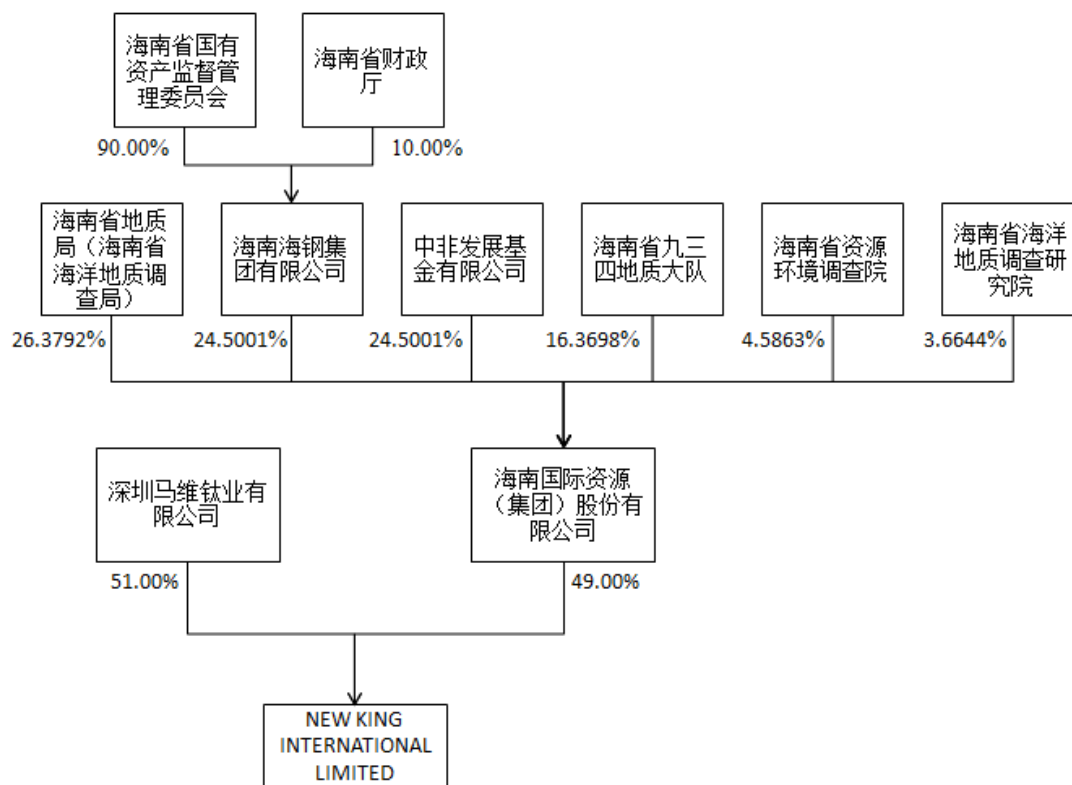 海南省国有
资产监督管
理委员会
海南省财政
厅
90.00%
10.00%
海南省地质
局（海南省
海洋地质调
查局）
海南海钢集
团有限公司
中非发展基
金有限公司
海南省九三
四地质大队
海南省资源
环境调查院
海南省海洋
地质调查研
究院
26.3792%
24.5001%
24.5001%
16.3698%
4.5863%
3.6644%
深圳马维钛业有
限公司
海南国际资源
（集团）股份有
限公司
51.00%
49.00%
NEW KING
INTERNATIONAL
LIMITED